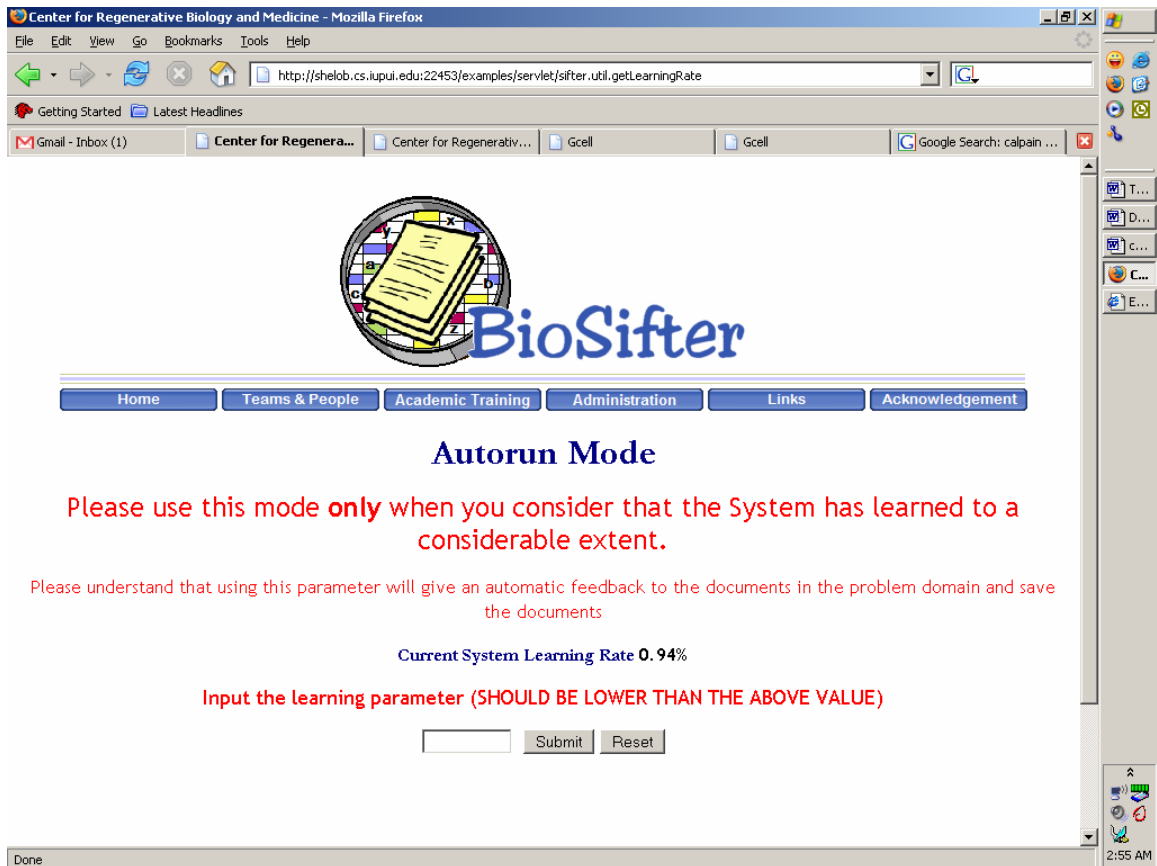 Center for Regenerative Biology and Medicine - Mozilla Firefox
File Edit View Go Bookmarks Tools Help
http://shelob.cs.iupui.edu:22453/examples/servlet/sifter.util.getLearningRate
G
Getting Started Latest Headlines
Gmail - Inbox (1) Center for Regenera... Center for Regenerativ... Gcell Gcell Google Search: calpain ...
T...
D...
c...
C...
E...
y x
a
b
c
z
BioSifter
Home Teams & People Academic Training Administration Links Acknowledgement
Autorun Mode
Please use this mode only when you consider that the System has learned to a
considerable extent.
Please understand that using this parameter will give an automatic feedback to the documents in the problem domain and save
the documents
Current System Learning Rate 0.94%
Input the learning parameter (SHOULD BE LOWER THAN THE ABOVE VALUE)
Submit Reset
Done
2:55 AM